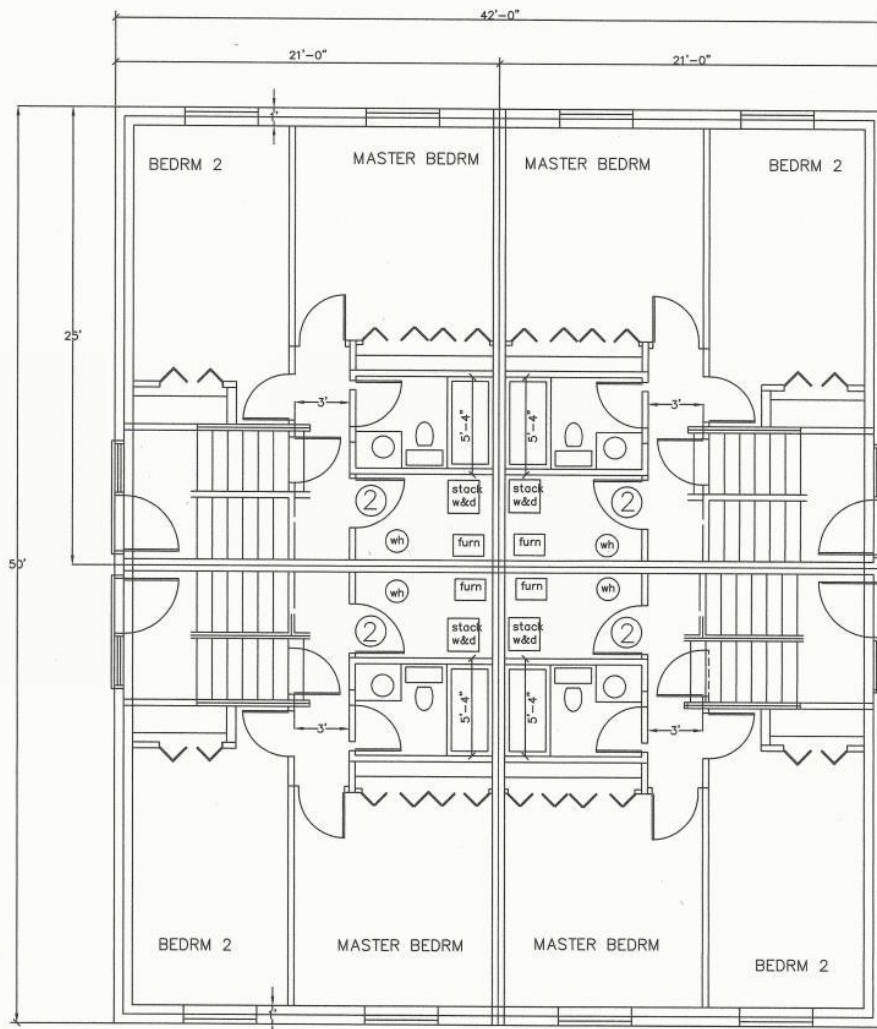 42'-0"
21'-0" 21'-0"
BEDRM 2 MASTER BEDRM MASTER BEDRM BEDRM 2
25'
3' 5'-4" 5'-4" 3'
2 stack w&d stack w&d 2
wh furn furn wh
50'
wh furn furn wh
2 stack w&d stack w&d 2
3' 5'-4" 5'-4" 3'
BEDRM 2 MASTER BEDRM MASTER BEDRM
BEDRM 2